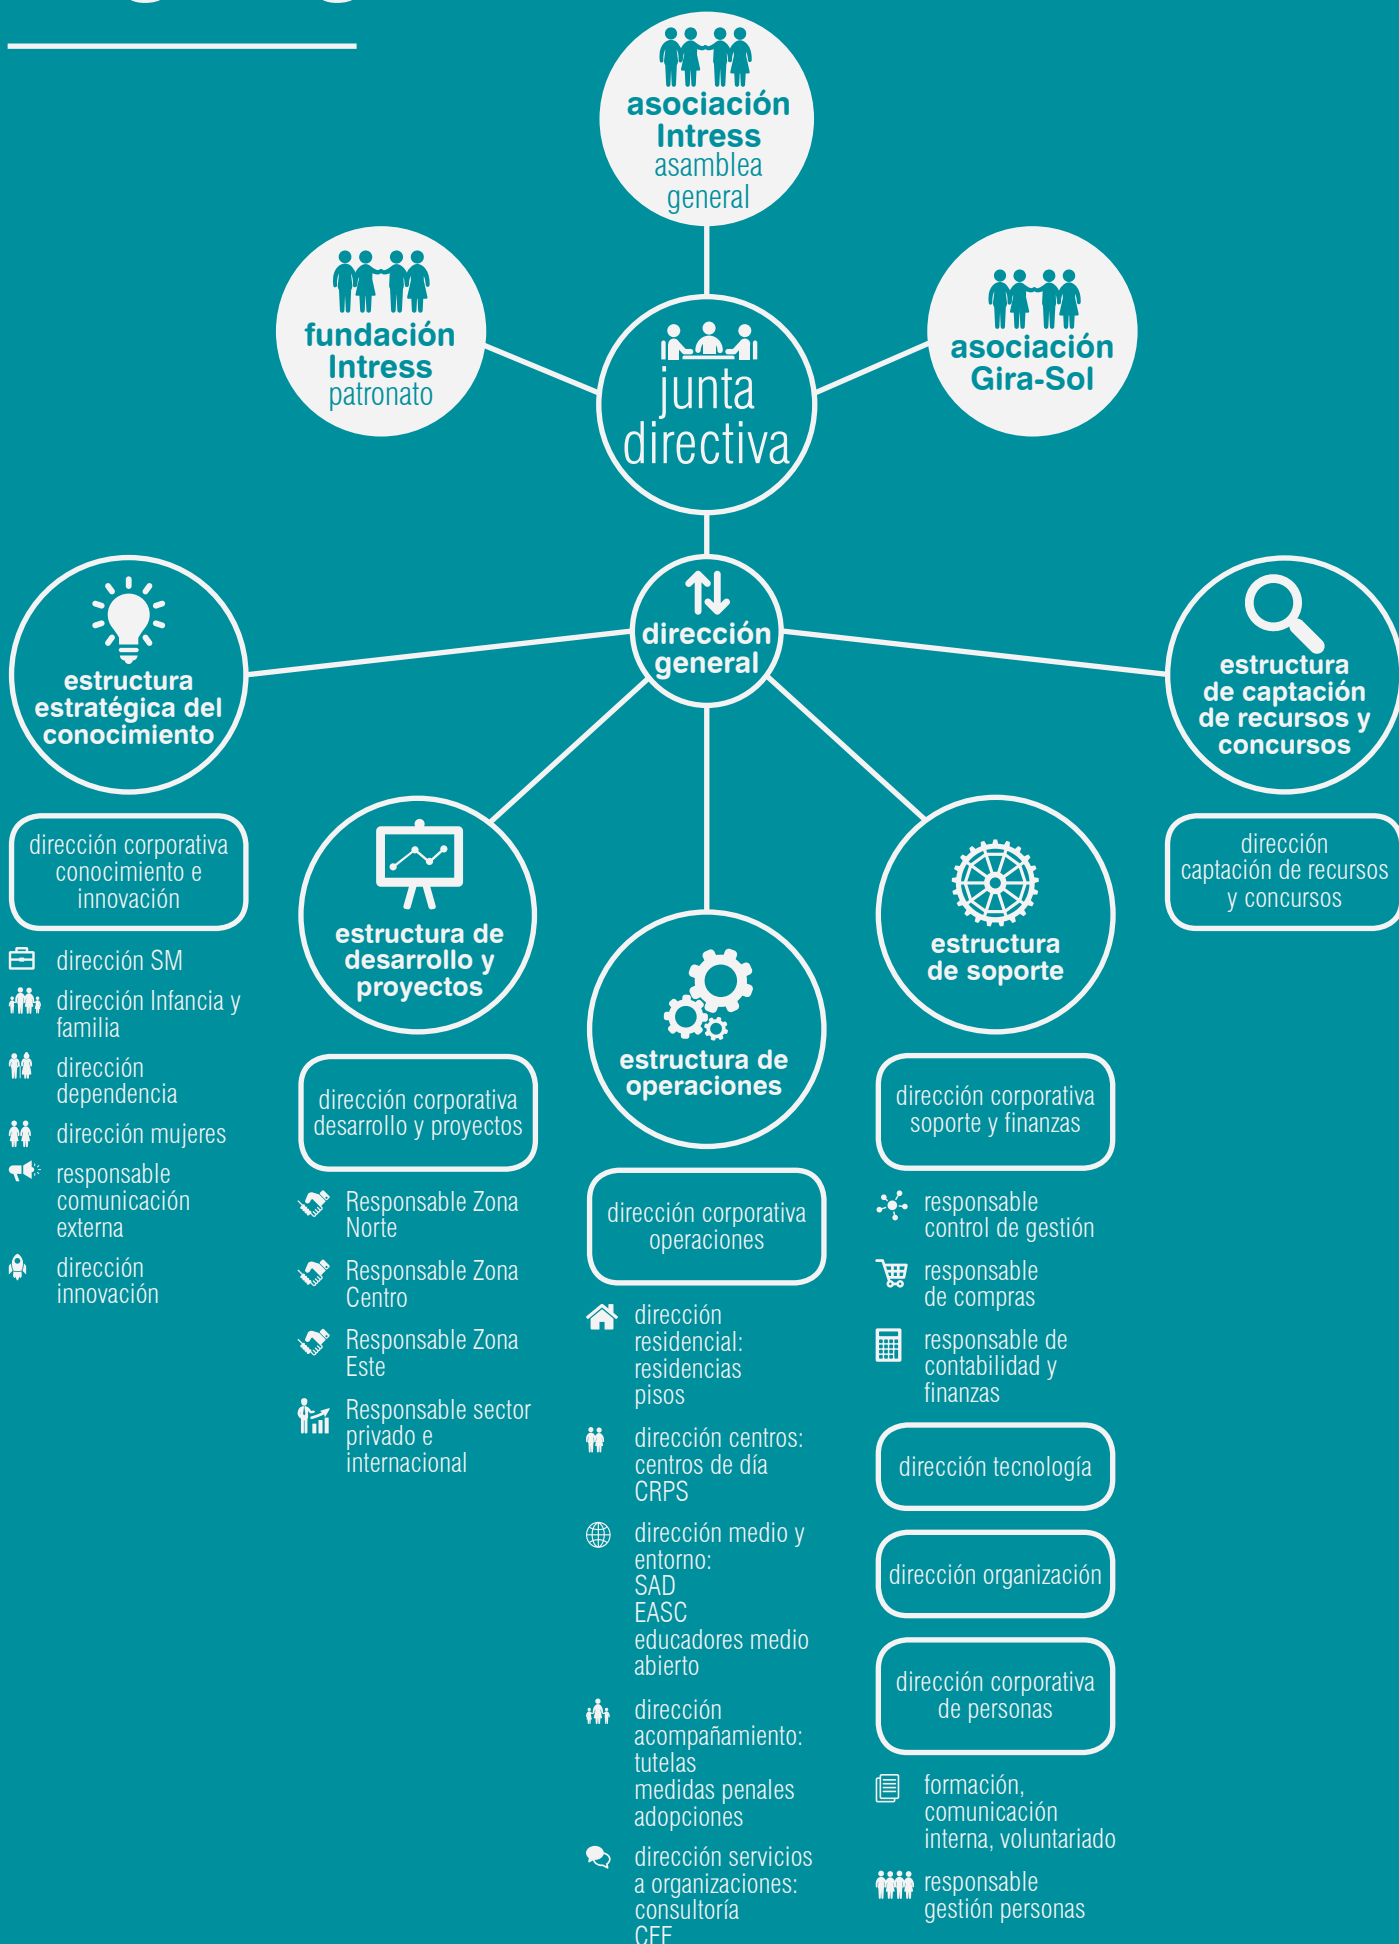 asociación
Intress
asamblea
general
fundación
Intress
patronato
asociación
Gira-Sol
junta
directiva
dirección
general
estructura
estratégica del
conocimiento
dirección corporativa
conocimiento e
innovación
dirección SM
dirección Infancia y
familia
dirección
dependencia
dirección mujeres
responsable
comunicación
externa
dirección
innovación
estructura de
desarrollo y
proyectos
dirección corporativa
desarrollo y proyectos
Responsable Zona
Norte
Responsable Zona
Centro
Responsable Zona
Este
Responsable sector
privado e
internacional
estructura de
operaciones
dirección corporativa
operaciones
dirección
residencial:
residencias
pisos
dirección centros:
centros de día
CRPS
dirección medio y
entorno:
SAD
EASC
educadores medio
abierto
dirección
acompañamiento:
tutelas
medidas penales
adopciones
dirección servicios
a organizaciones:
consultoría
estructura
de soporte
dirección corporativa
soporte y finanzas
responsable
control de gestión
responsable
de compras
responsable de
contabilidad y
finanzas
dirección tecnología
dirección organización
dirección corporativa
de personas
formación,
comunicación
interna, voluntariado
responsable
gestión personas
estructura
de captación
de recursos y
concursos
dirección
captación de recursos
y concursos